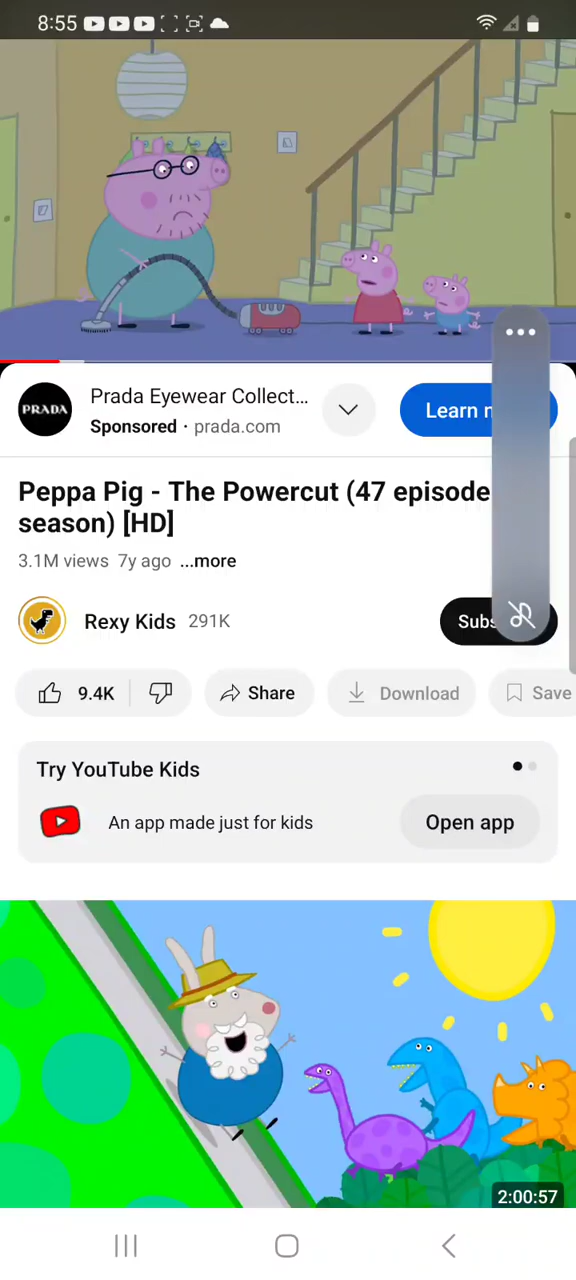 8:55
PRADA
Prada Eyewear Collect...
Sponsored · prada.com
Learn
Peppa Pig - The Powercut (47 episode
season) [HD]
3.1M views 7y ago ...more
Rexy Kids 291K
Subs
9.4K
Share
Download
Save
Try YouTube Kids
An app made just for kids
Open app
2:00:57